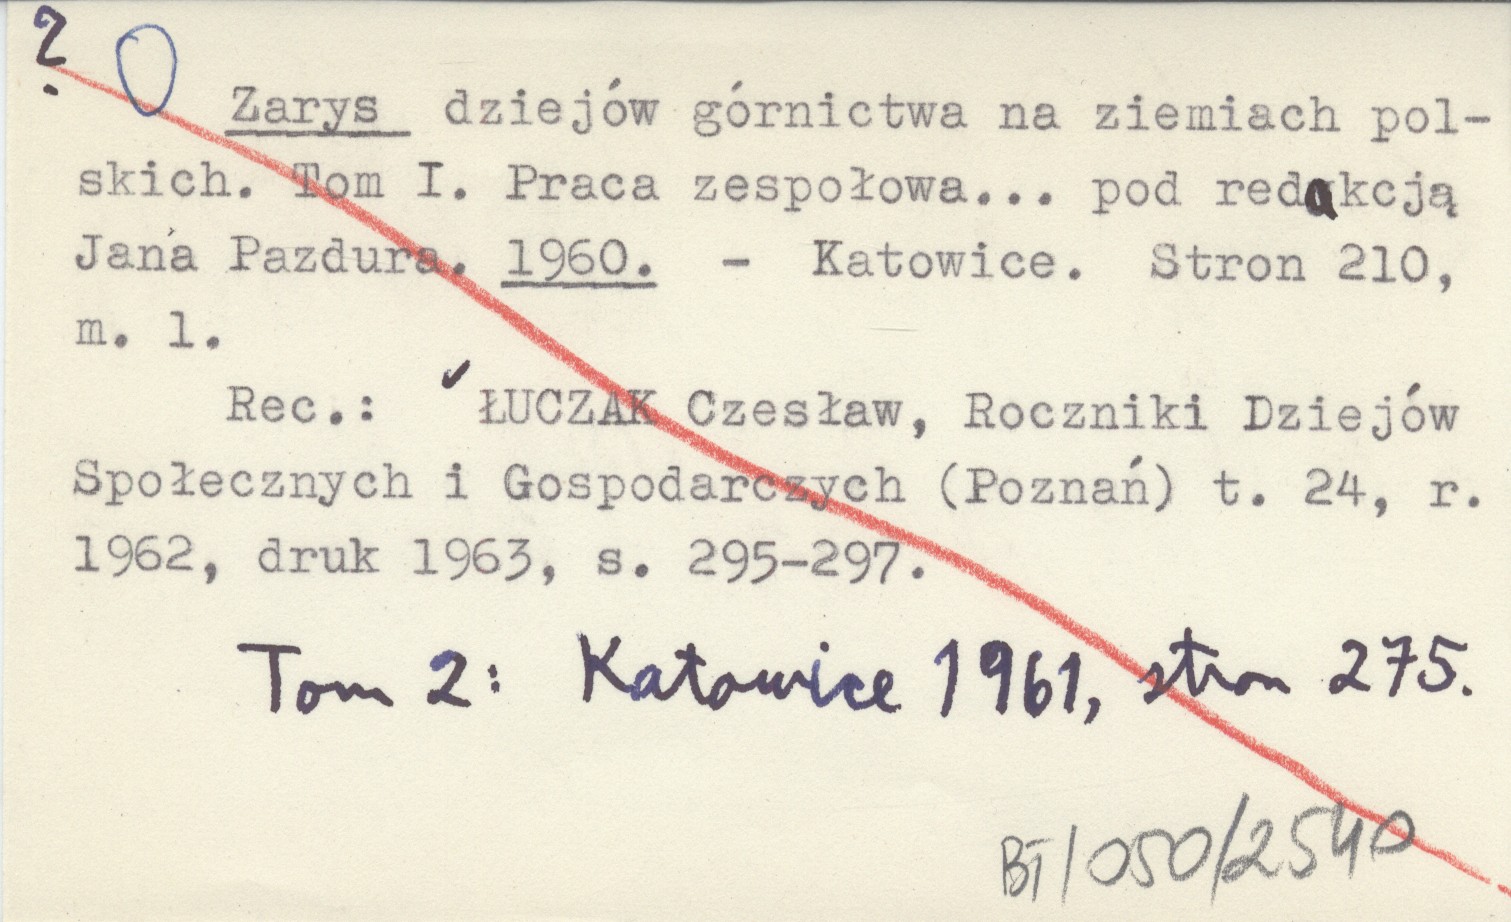 ?
Zarys dziejów górnictwa na ziemiach pol-
skich. Tom I. Praca zespołowa... pod redakcją
Jana Pazdura. 1960. - Katowice. Stron 210,
m. 1.
Rec.: ŁUCZAK Czesław, Roczniki Dziejów
Społecznych i Gospodarczych (Poznań) t. 24, r.
1962, druk 1963, s. 295-297.
Tom 2: Katowice 1961, stron 275.
BT/050/2540